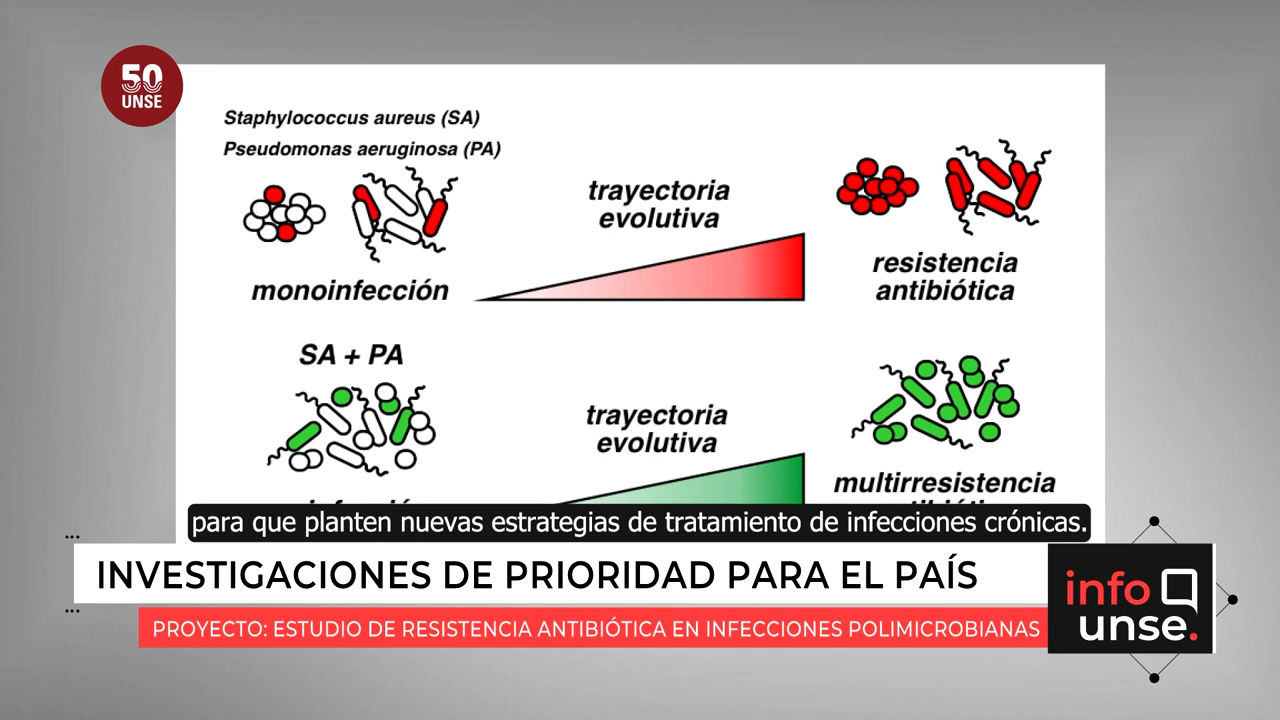 50
UNSE
Staphylococcus aureus (SA)
Pseudomonas aeruginosa (PA)
trayectoria
evolutiva
monoinfección
resistencia
antibiótica
SA + PA
trayectoria
evolutiva
multirresistencia
para que planten nuevas estrategias de tratamiento de infecciones crónicas.
INVESTIGACIONES DE PRIORIDAD PARA EL PAÍS
PROYECTO: ESTUDIO DE RESISTENCIA ANTIBIÓTICA EN INFECCIONES POLIMICROBIANAS
info
unse.